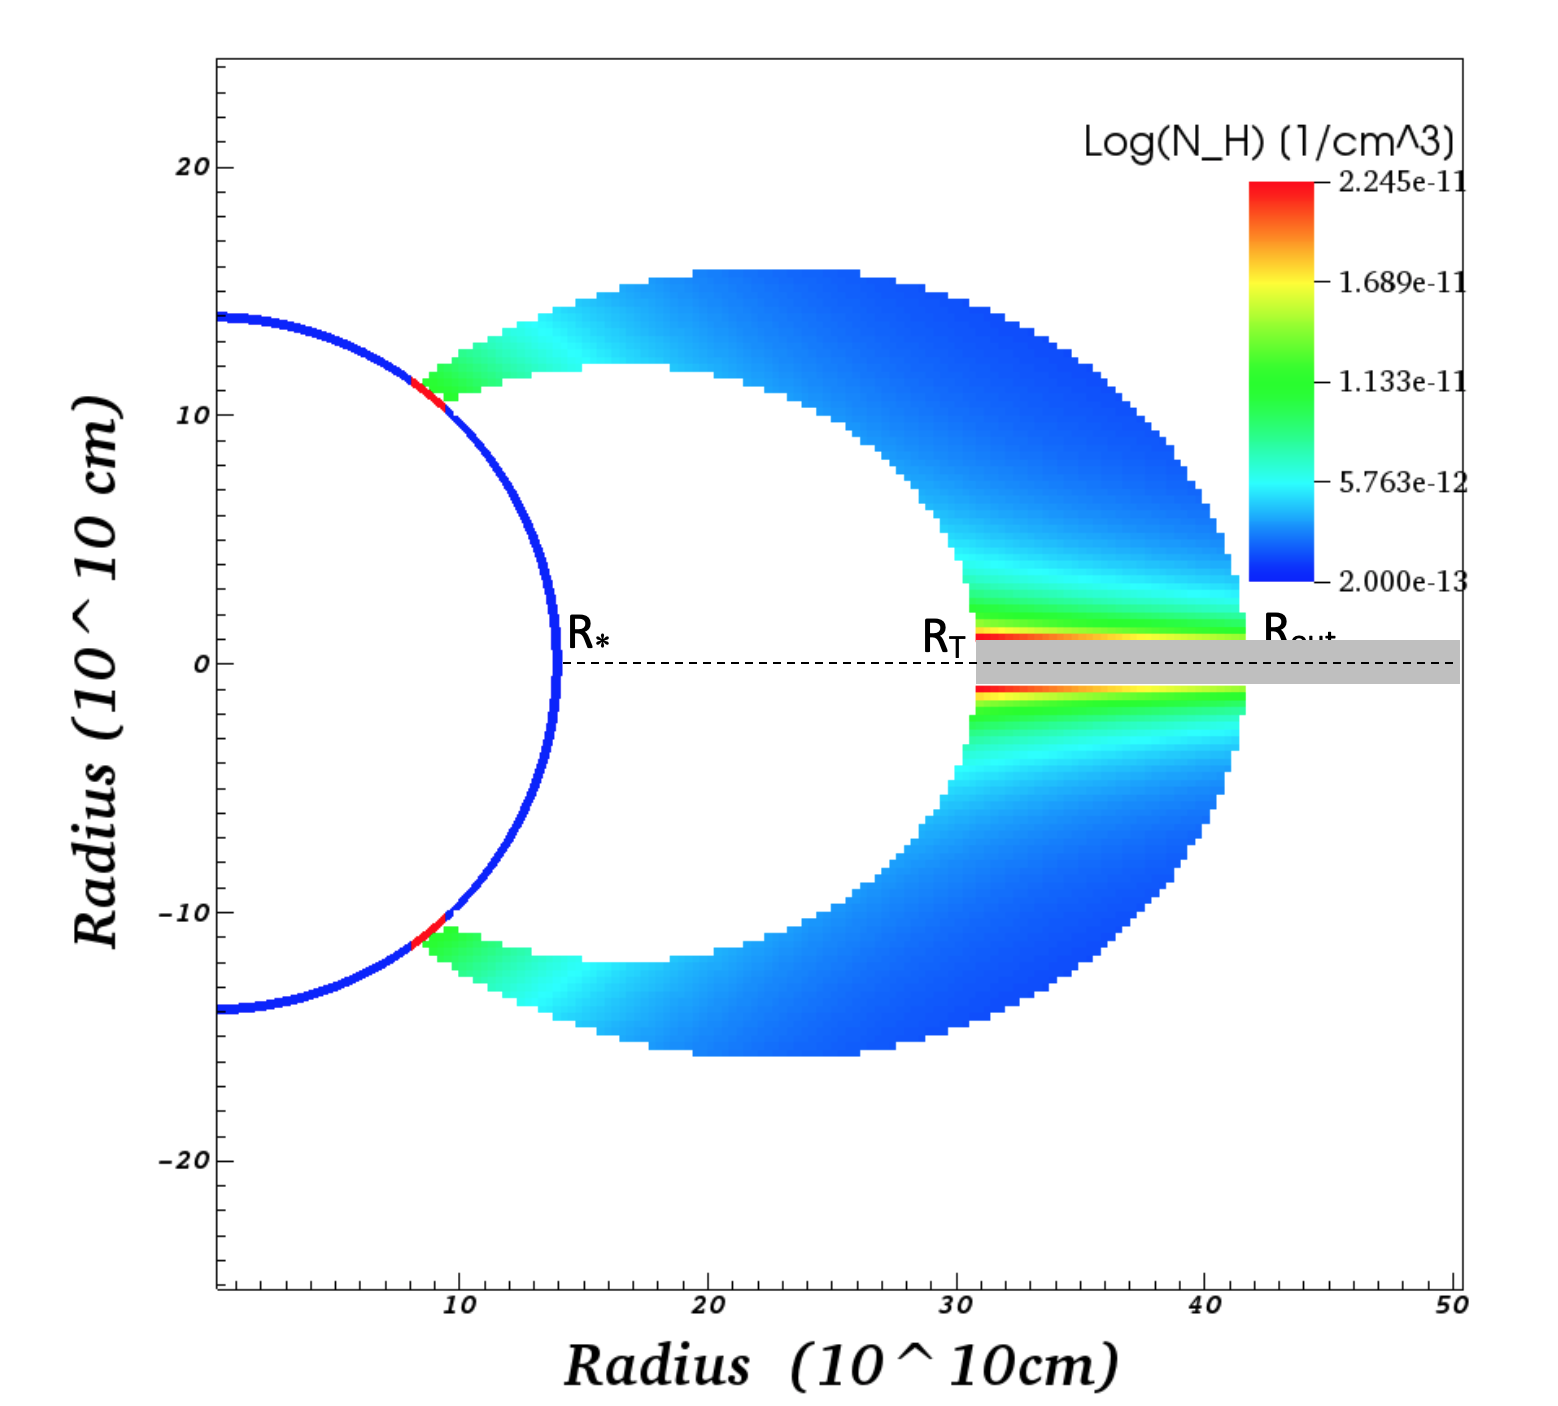 Log(N_H) (1/cm^3)
2.245e-11
1.689e-11
1.133e-11
5.763e-12
2.000e-13
20
10
0
-10
-20
Radius (10^10 cm)
R*
RT
10
20
30
40
50
Radius (10^10cm)